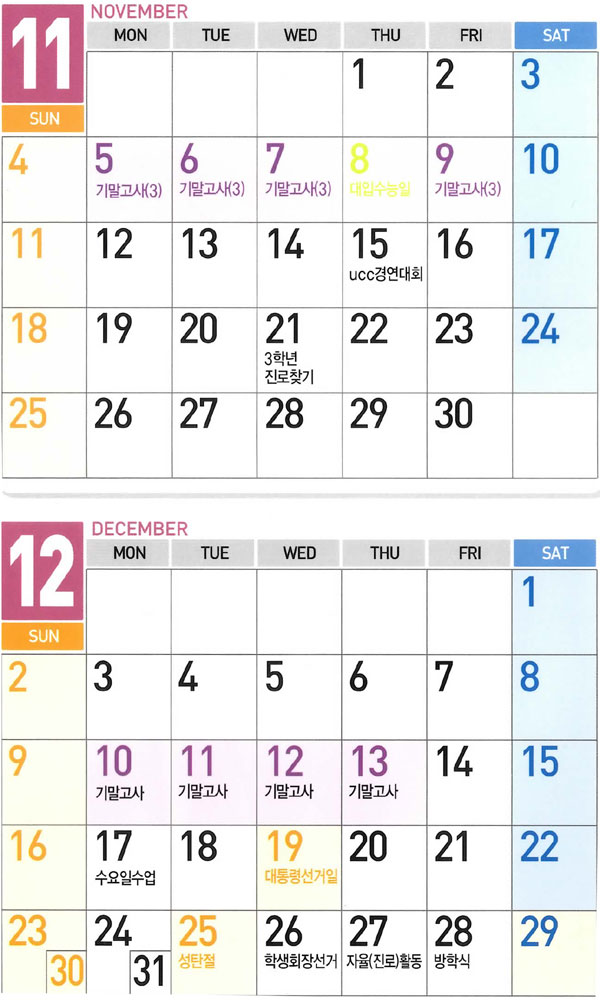 11
NOVEMBER
SUN MON TUE WED THU FRI SAT
1 2 3
4 5 6 7 8 9 10
기말고사(3) 기말고사(3) 기말고사(3) 대입수능일 기말고사(3)
11 12 13 14 15 16 17
ucc경연대회
18 19 20 21 22 23 24
3학년
진로찾기
25 26 27 28 29 30
12
DECEMBER
SUN MON TUE WED THU FRI SAT
1
2 3 4 5 6 7 8
9 10 11 12 13 14 15
기말고사 기말고사 기말고사 기말고사
16 17 18 19 20 21 22
수요일수업 대통령선거일
23 24 25 26 27 28 29
성탄절 학생회장선거 자율(진로)활동 방학식
30 31